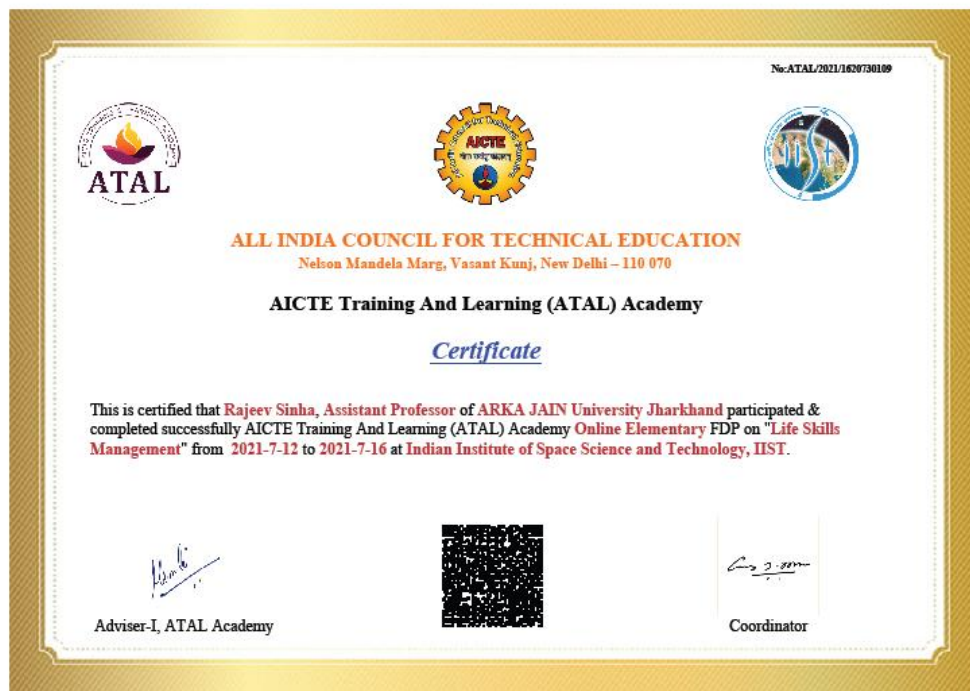 No:ATAL/2021/1620730109
ATAL
AICTE
ALL INDIA COUNCIL FOR TECHNICAL EDUCATION
Nelson Mandela Marg, Vasant Kunj, New Delhi – 110 070
AICTE Training And Learning (ATAL) Academy
Certificate
This is certified that Rajeev Sinha, Assistant Professor of ARKA JAIN University Jharkhand participated &
completed successfully AICTE Training And Learning (ATAL) Academy Online Elementary FDP on "Life Skills
Management" from 2021-7-12 to 2021-7-16 at Indian Institute of Space Science and Technology, IIST.
Adviser-I, ATAL Academy
Coordinator